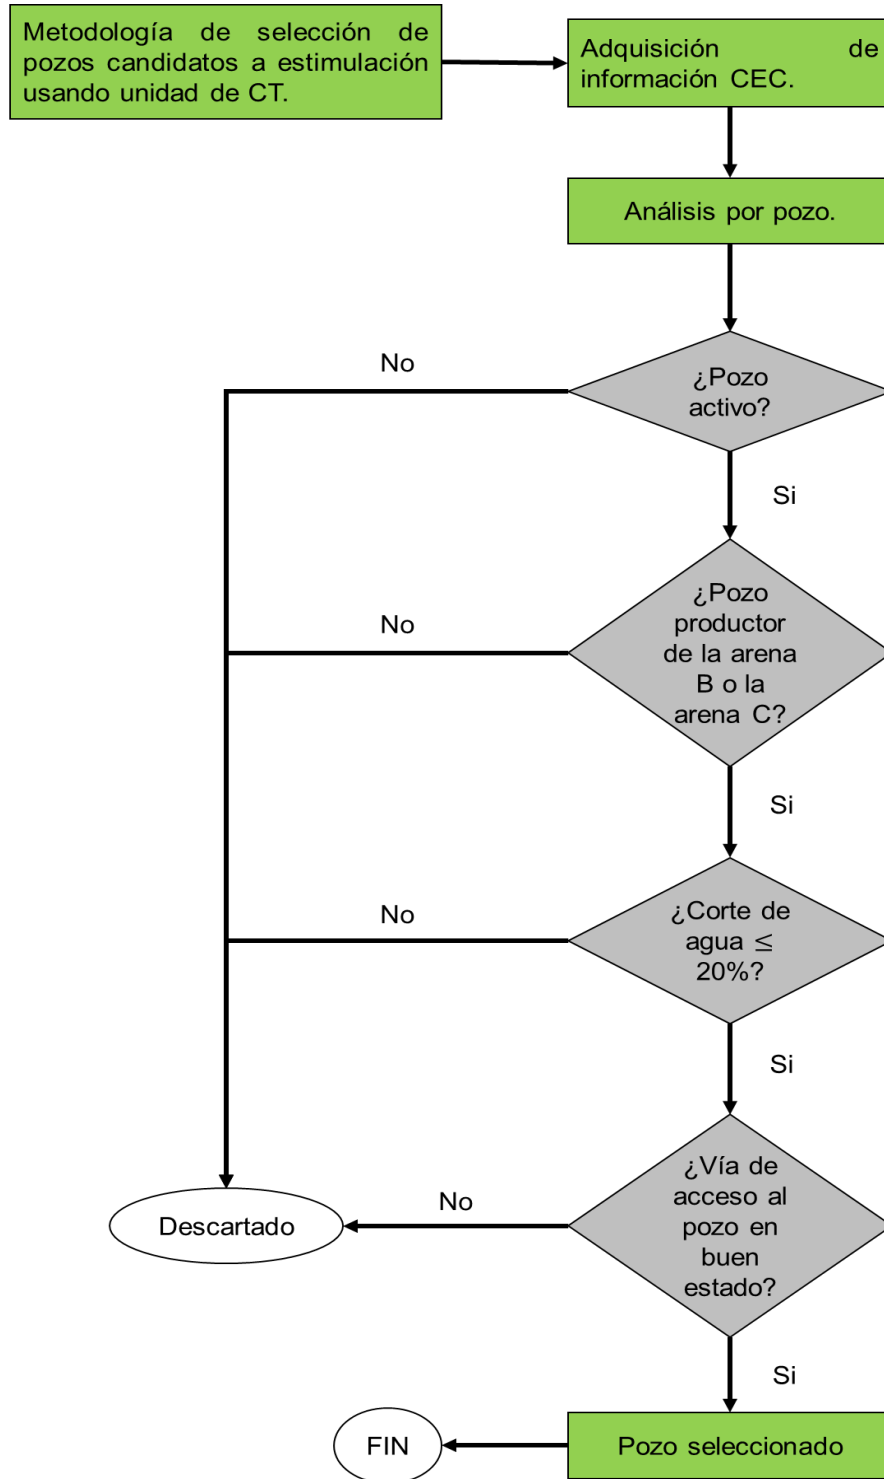 Metodología de selección de
pozos candidatos a estimulación
usando unidad de CT.
Adquisición de
información CEC.
Análisis por pozo.
No
¿Pozo
activo?
Si
No
¿Pozo
productor
de la arena
B o la
arena C?
Si
No
¿Corte de
agua ≤
20%?
Si
No
¿Vía de
acceso al
pozo en
buen
estado?
Descartado
Si
FIN
Pozo seleccionado